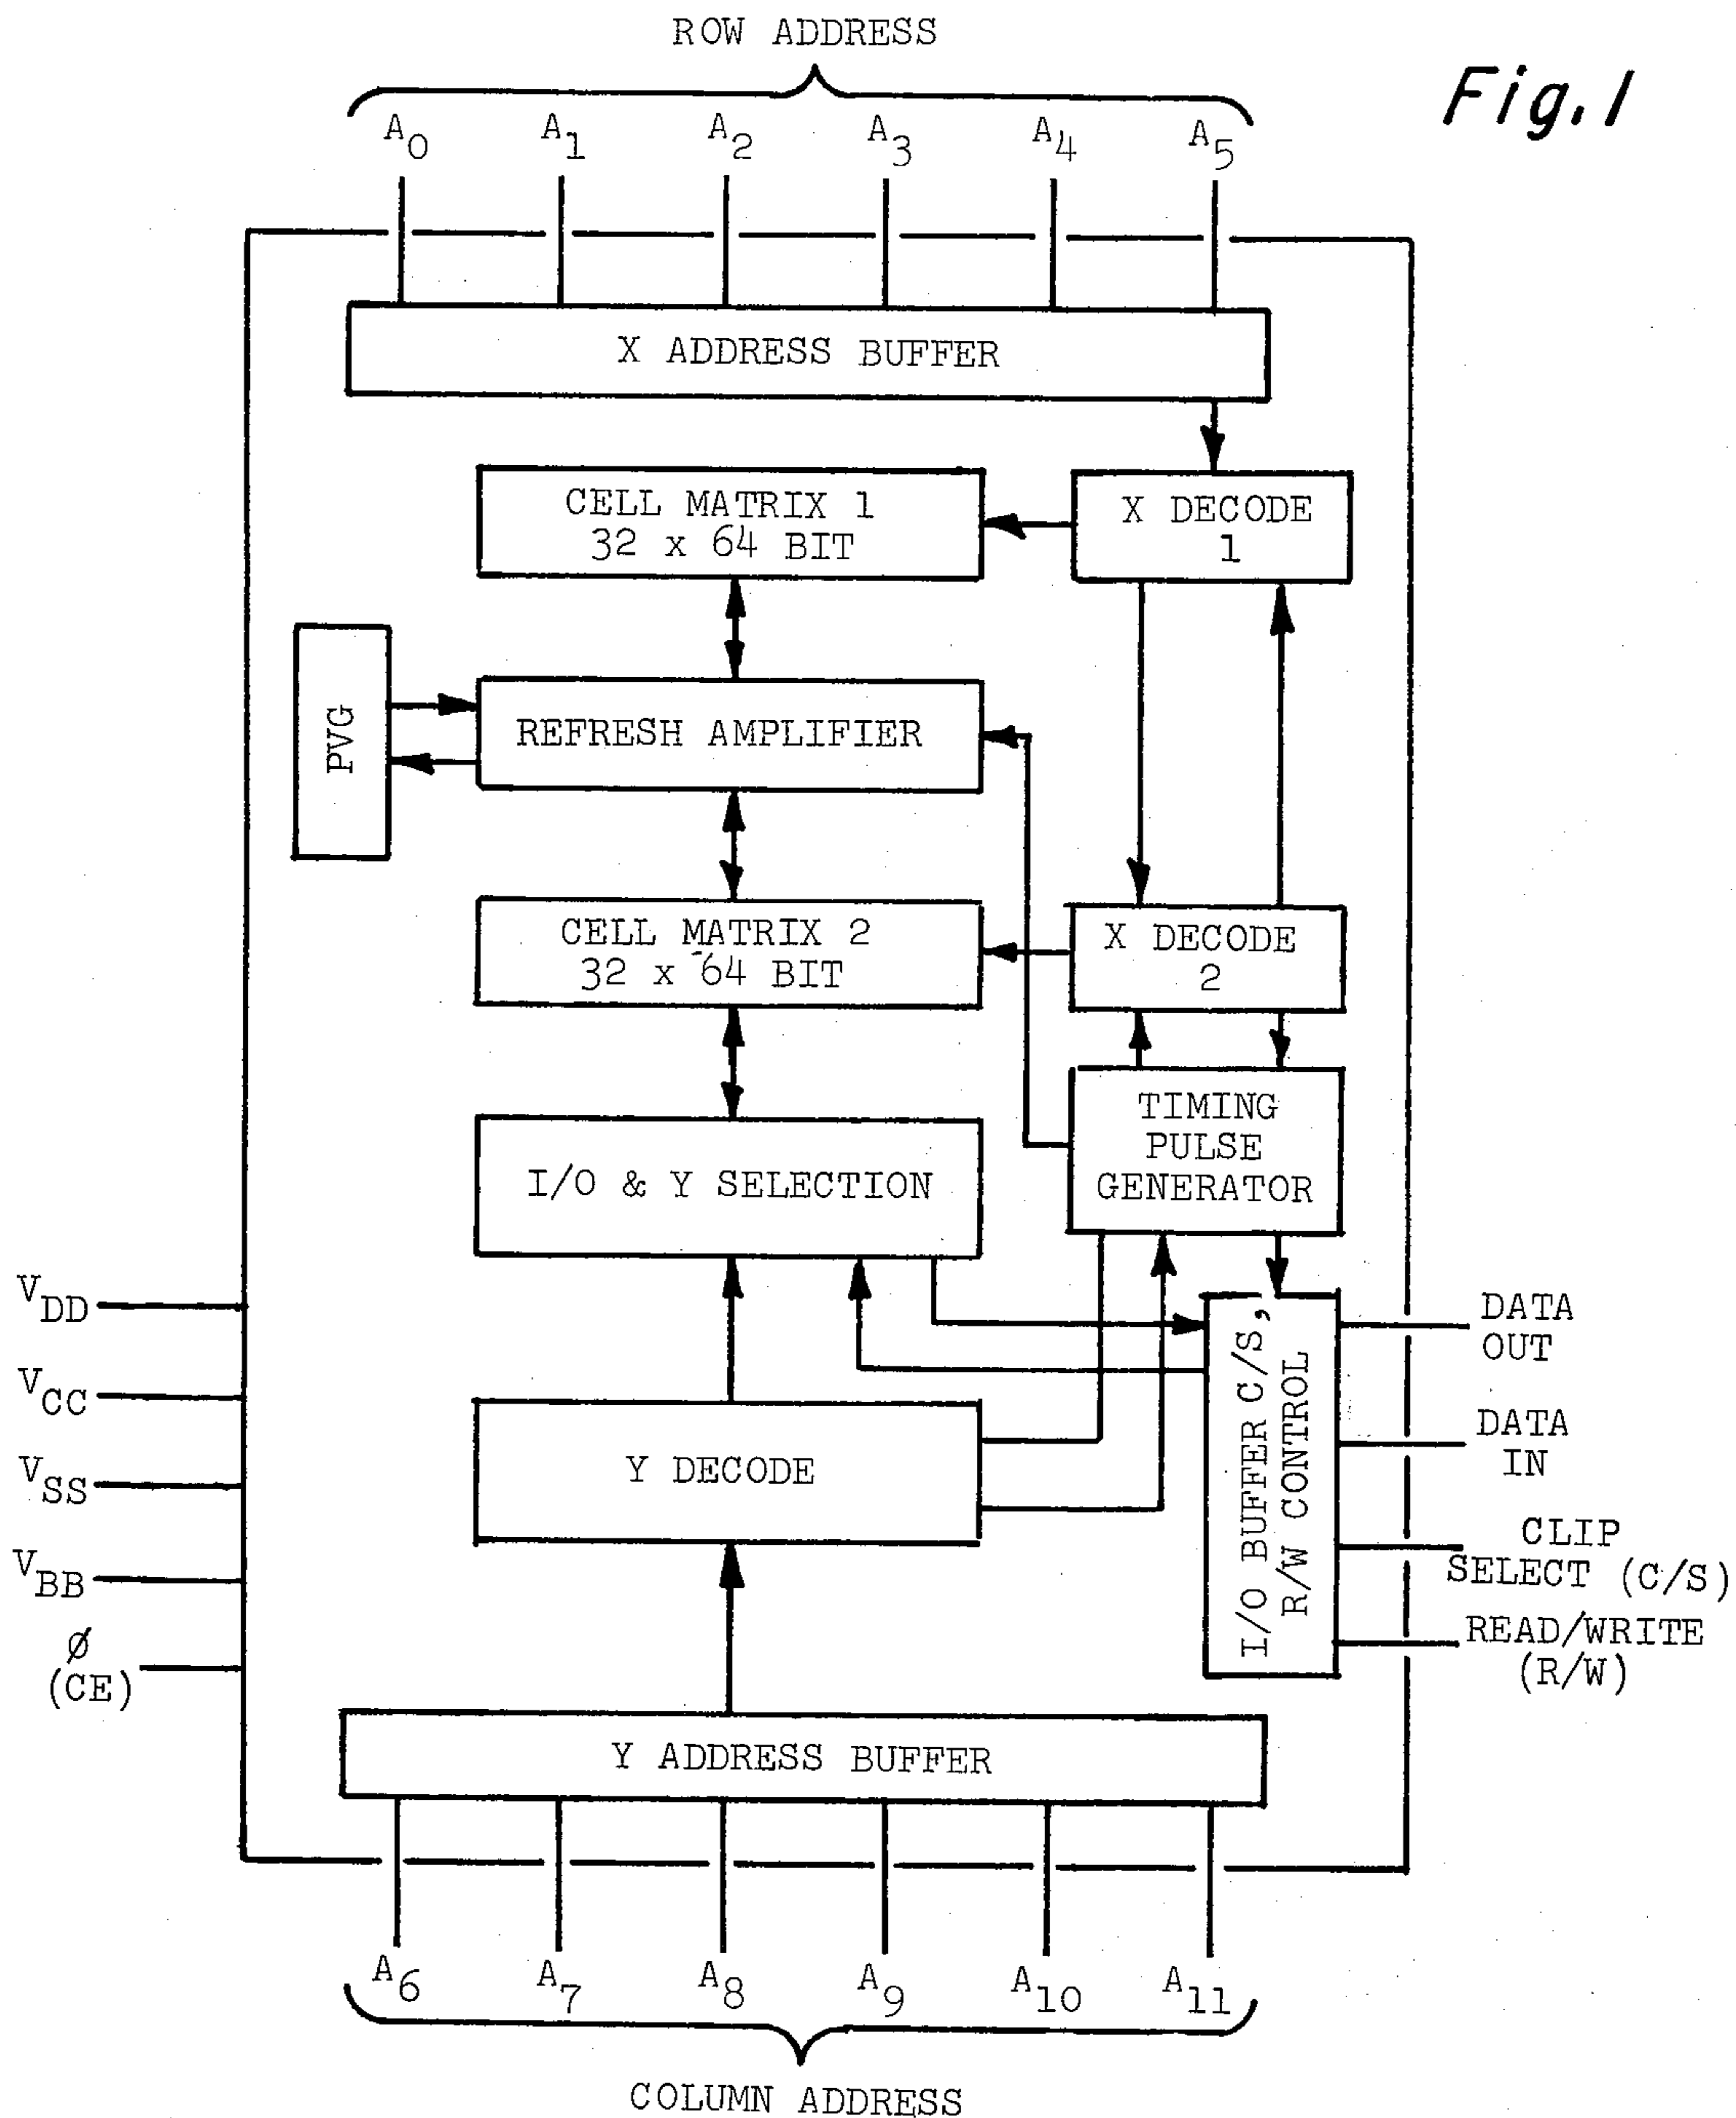 ROW ADDRESS
Fig. 1
A0 A1 A2 A3 A4 A5
X ADDRESS BUFFER
CELL MATRIX 1
32 x 64 BIT
X DECODE
1
PVG
REFRESH AMPLIFIER
CELL MATRIX 2
32 x 64 BIT
X DECODE
2
TIMING
PULSE
GENERATOR
I/O & Y SELECTION
VDD
VCC
VSS
VBB
Ø
(CE)
Y DECODE
I/O BUFFER C/S,
R/W CONTROL
DATA
OUT
DATA
IN
CLIP
SELECT (C/S)
READ/WRITE
(R/W)
Y ADDRESS BUFFER
A6 A7 A8 A9 A10 A11
COLUMN ADDRESS